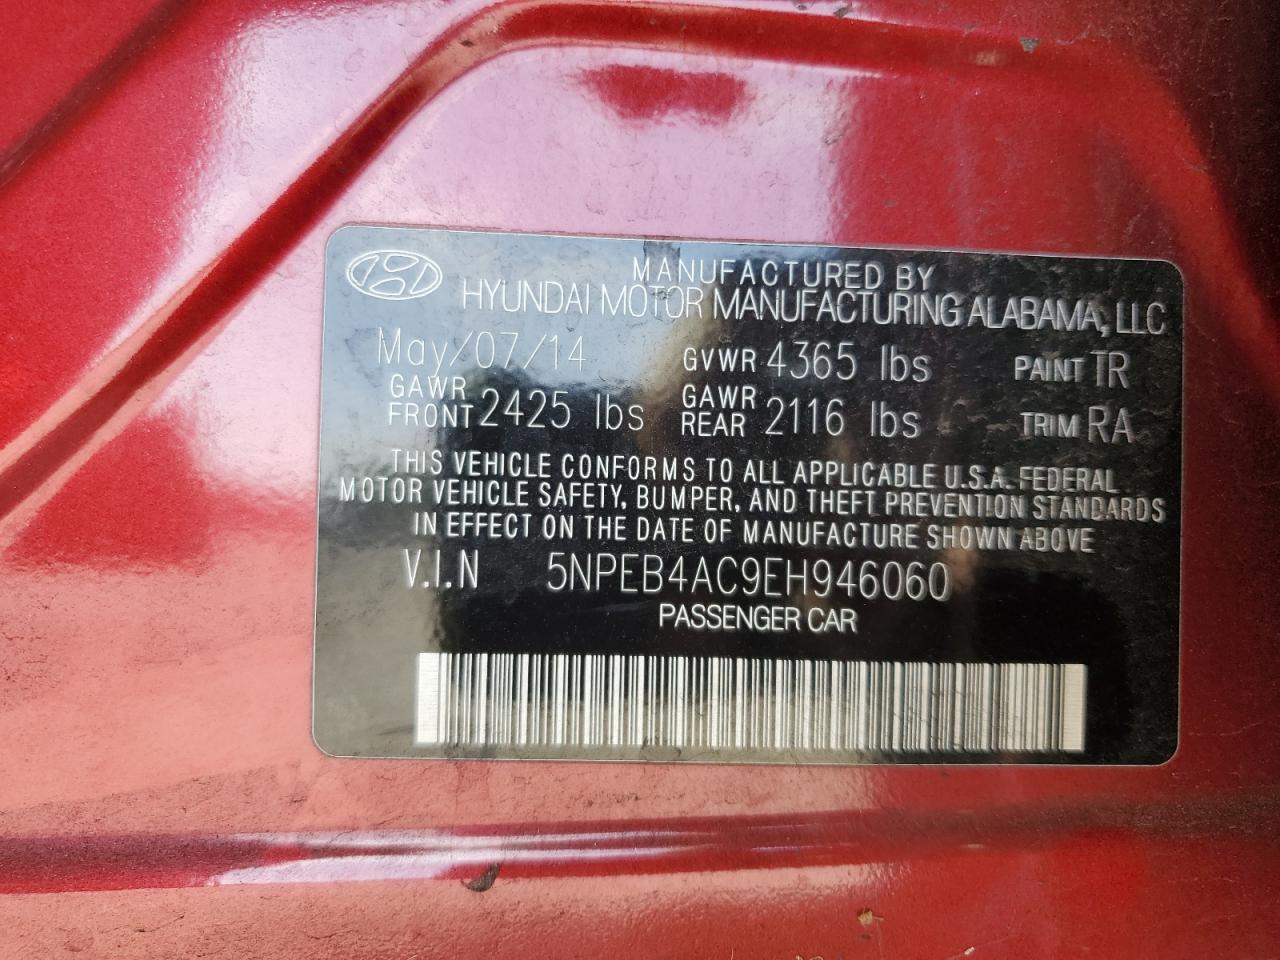 MANUFACTURED BY
HYUNDAI MOTOR MANUFACTURING ALABAMA, LLC
May/07/14 GVWR 4365 lbs PAINT TR
GAWR FRONT 2425 lbs GAWR REAR 2116 lbs TRIM RA
THIS VEHICLE CONFORMS TO ALL APPLICABLE U.S.A. FEDERAL
MOTOR VEHICLE SAFETY, BUMPER, AND THEFT PREVENTION STANDARDS
IN EFFECT ON THE DATE OF MANUFACTURE SHOWN ABOVE
V.I.N 5NPEB4AC9EH946060
PASSENGER CAR